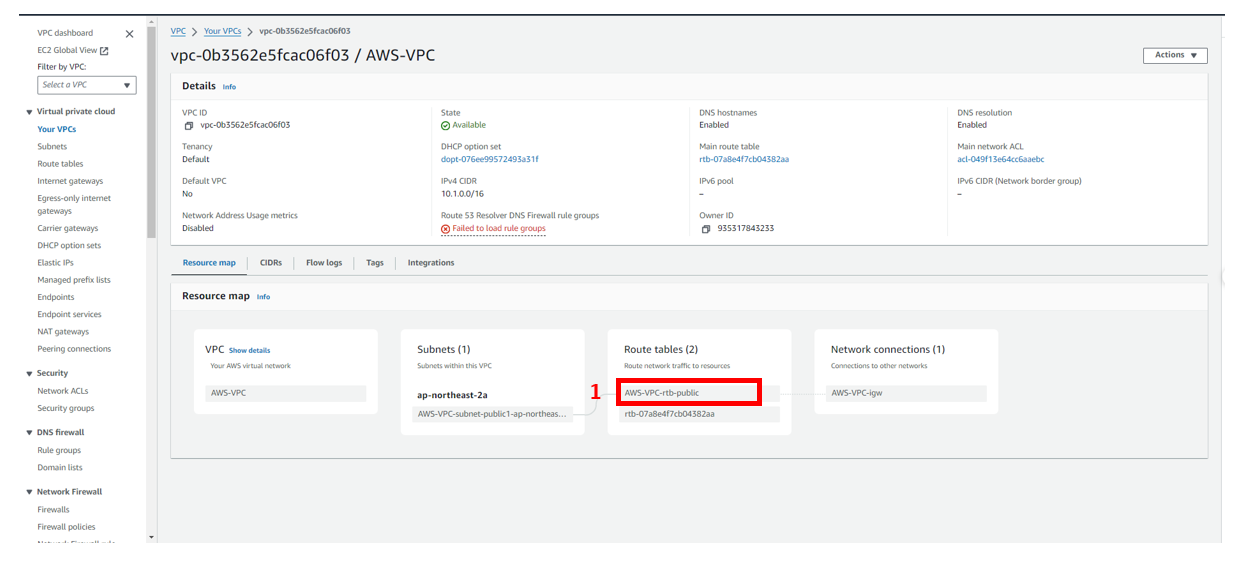 VPC dashboard
EC2 Global View
Filter by VPC:
Select a VPC
Virtual private cloud
Your VPCs
Subnets
Route tables
Internet gateways
Egress-only internet
gateways
Carrier gateways
DHCP option sets
Elastic IPs
Managed prefix lists
Endpoints
Endpoint services
NAT gateways
Peering connections
Security
Network ACLs
Security groups
DNS firewall
Rule groups
Domain lists
Network Firewall
Firewalls
Firewall policies
VPC > Your VPCs > vpc-0b3562e5fcac06f03
vpc-0b3562e5fcac06f03 / AWS-VPC
Actions
Details Info
VPC ID
vpc-0b3562e5fcac06f03
State
Available
DNS hostnames
Enabled
DNS resolution
Enabled
Tenancy
Default
DHCP option set
dopt-076ee99572493a31f
Main route table
rtb-07a8e4f7cb04382aa
Main network ACL
acl-049f13e64cc6aaebc
Default VPC
No
IPv4 CIDR
10.1.0.0/16
IPv6 pool
–
IPv6 CIDR (Network border group)
–
Network Address Usage metrics
Disabled
Route 53 Resolver DNS Firewall rule groups
Failed to load rule groups
Owner ID
935317843233
Resource map
CIDRs
Flow logs
Tags
Integrations
Resource map Info
VPC Show details
Your AWS virtual network
AWS-VPC
Subnets (1)
Subnets within this VPC
ap-northeast-2a
AWS-VPC-subnet-public1-ap-northeas...
Route tables (2)
Route network traffic to resources
1
AWS-VPC-rtb-public
rtb-07a8e4f7cb04382aa
Network connections (1)
Connections to other networks
AWS-VPC-igw